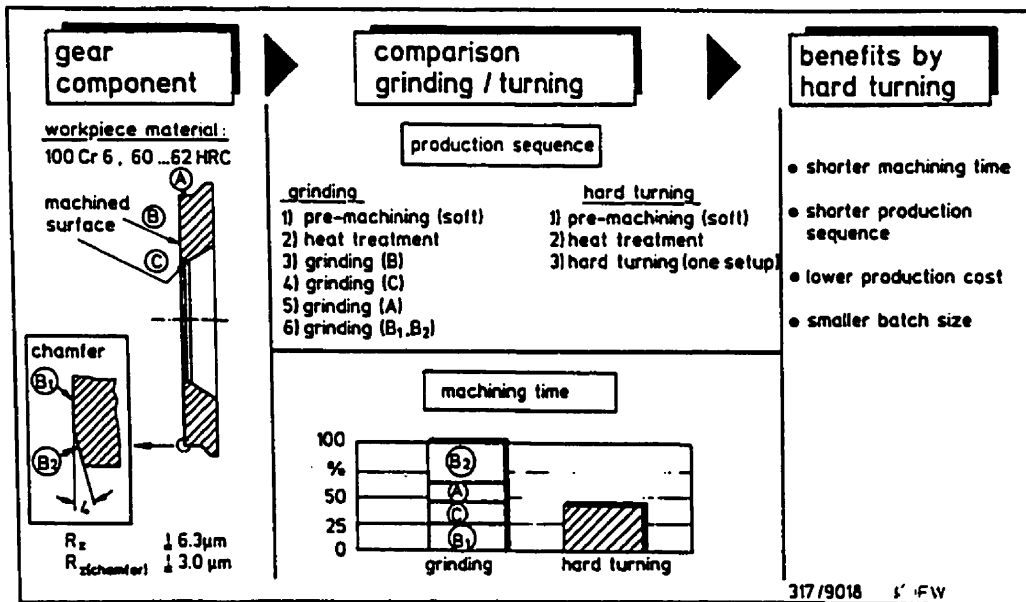 gear
component
comparison
grinding / turning
benefits by
hard turning
workpiece material:
100 Cr 6, 60 ...62 HRC
A
machined
surface
B
C
chamfer
B1
B2
4
Rz 6.3μm
Rz(chamfer) 3.0 μm
production sequence
grinding
1) pre-machining (soft)
2) heat treatment
3) grinding (B)
4) grinding (C)
5) grinding (A)
6) grinding (B1,B2)
hard turning
1) pre-machining (soft)
2) heat treatment
3) hard turning (one setup)
machining time
100
%
50
25
0
B2
A
C
B1
grinding
hard turning
• shorter machining time
• shorter production
sequence
• lower production cost
• smaller batch size
317/9018